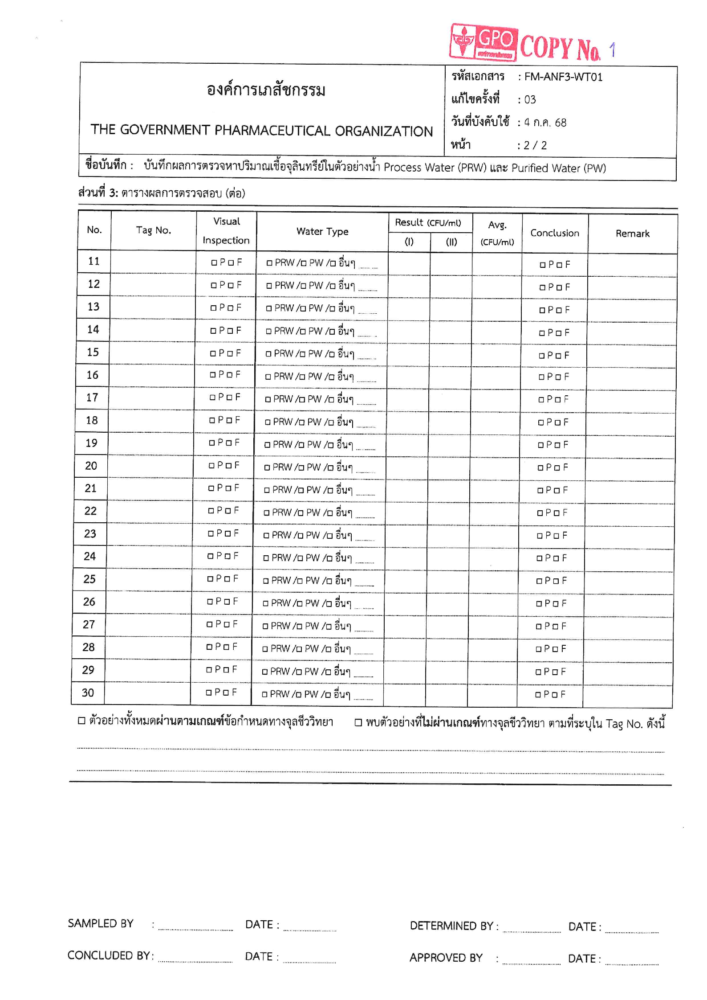 GPO องค์การเภสัชกรรม COPY No. 1
องค์การเภสัชกรรม
THE GOVERNMENT PHARMACEUTICAL ORGANIZATION
รหัสเอกสาร : FM-ANF3-WT01
แก้ไขครั้งที่ : 03
วันที่บังคับใช้ : 4 ก.ค. 68
หน้า : 2 / 2
ชื่อบันทึก : บันทึกผลการตรวจหาปริมาณเชื้อจุลินทรีย์ในตัวอย่างน้ำ Process Water (PRW) และ Purified Water (PW)
ส่วนที่ 3: ตารางผลการตรวจสอบ (ต่อ)
No. Tag No. Visual Inspection Water Type Result (CFU/ml) (I) (II) Avg. (CFU/ml) Conclusion Remark
11 □ P □ F □ PRW /□ PW /□ อื่นๆ ........ □ P □ F
12 □ P □ F □ PRW /□ PW /□ อื่นๆ ........ □ P □ F
13 □ P □ F □ PRW /□ PW /□ อื่นๆ ........ □ P □ F
14 □ P □ F □ PRW /□ PW /□ อื่นๆ ........ □ P □ F
15 □ P □ F □ PRW /□ PW /□ อื่นๆ ........ □ P □ F
16 □ P □ F □ PRW /□ PW /□ อื่นๆ ........ □ P □ F
17 □ P □ F □ PRW /□ PW /□ อื่นๆ ........ □ P □ F
18 □ P □ F □ PRW /□ PW /□ อื่นๆ ........ □ P □ F
19 □ P □ F □ PRW /□ PW /□ อื่นๆ ........ □ P □ F
20 □ P □ F □ PRW /□ PW /□ อื่นๆ ........ □ P □ F
21 □ P □ F □ PRW /□ PW /□ อื่นๆ ........ □ P □ F
22 □ P □ F □ PRW /□ PW /□ อื่นๆ ........ □ P □ F
23 □ P □ F □ PRW /□ PW /□ อื่นๆ ........ □ P □ F
24 □ P □ F □ PRW /□ PW /□ อื่นๆ ........ □ P □ F
25 □ P □ F □ PRW /□ PW /□ อื่นๆ ........ □ P □ F
26 □ P □ F □ PRW /□ PW /□ อื่นๆ ........ □ P □ F
27 □ P □ F □ PRW /□ PW /□ อื่นๆ ........ □ P □ F
28 □ P □ F □ PRW /□ PW /□ อื่นๆ ........ □ P □ F
29 □ P □ F □ PRW /□ PW /□ อื่นๆ ........ □ P □ F
30 □ P □ F □ PRW /□ PW /□ อื่นๆ ........ □ P □ F
□ ตัวอย่างทั้งหมดผ่านตามเกณฑ์ข้อกำหนดทางจุลชีววิทยา □ พบตัวอย่างที่ไม่ผ่านเกณฑ์ทางจุลชีววิทยา ตามที่ระบุใน Tag No. ดังนี้
SAMPLED BY : ........ DATE : ........ DETERMINED BY : ........ DATE : ........
CONCLUDED BY : ........ DATE : ........ APPROVED BY : ........ DATE : ........